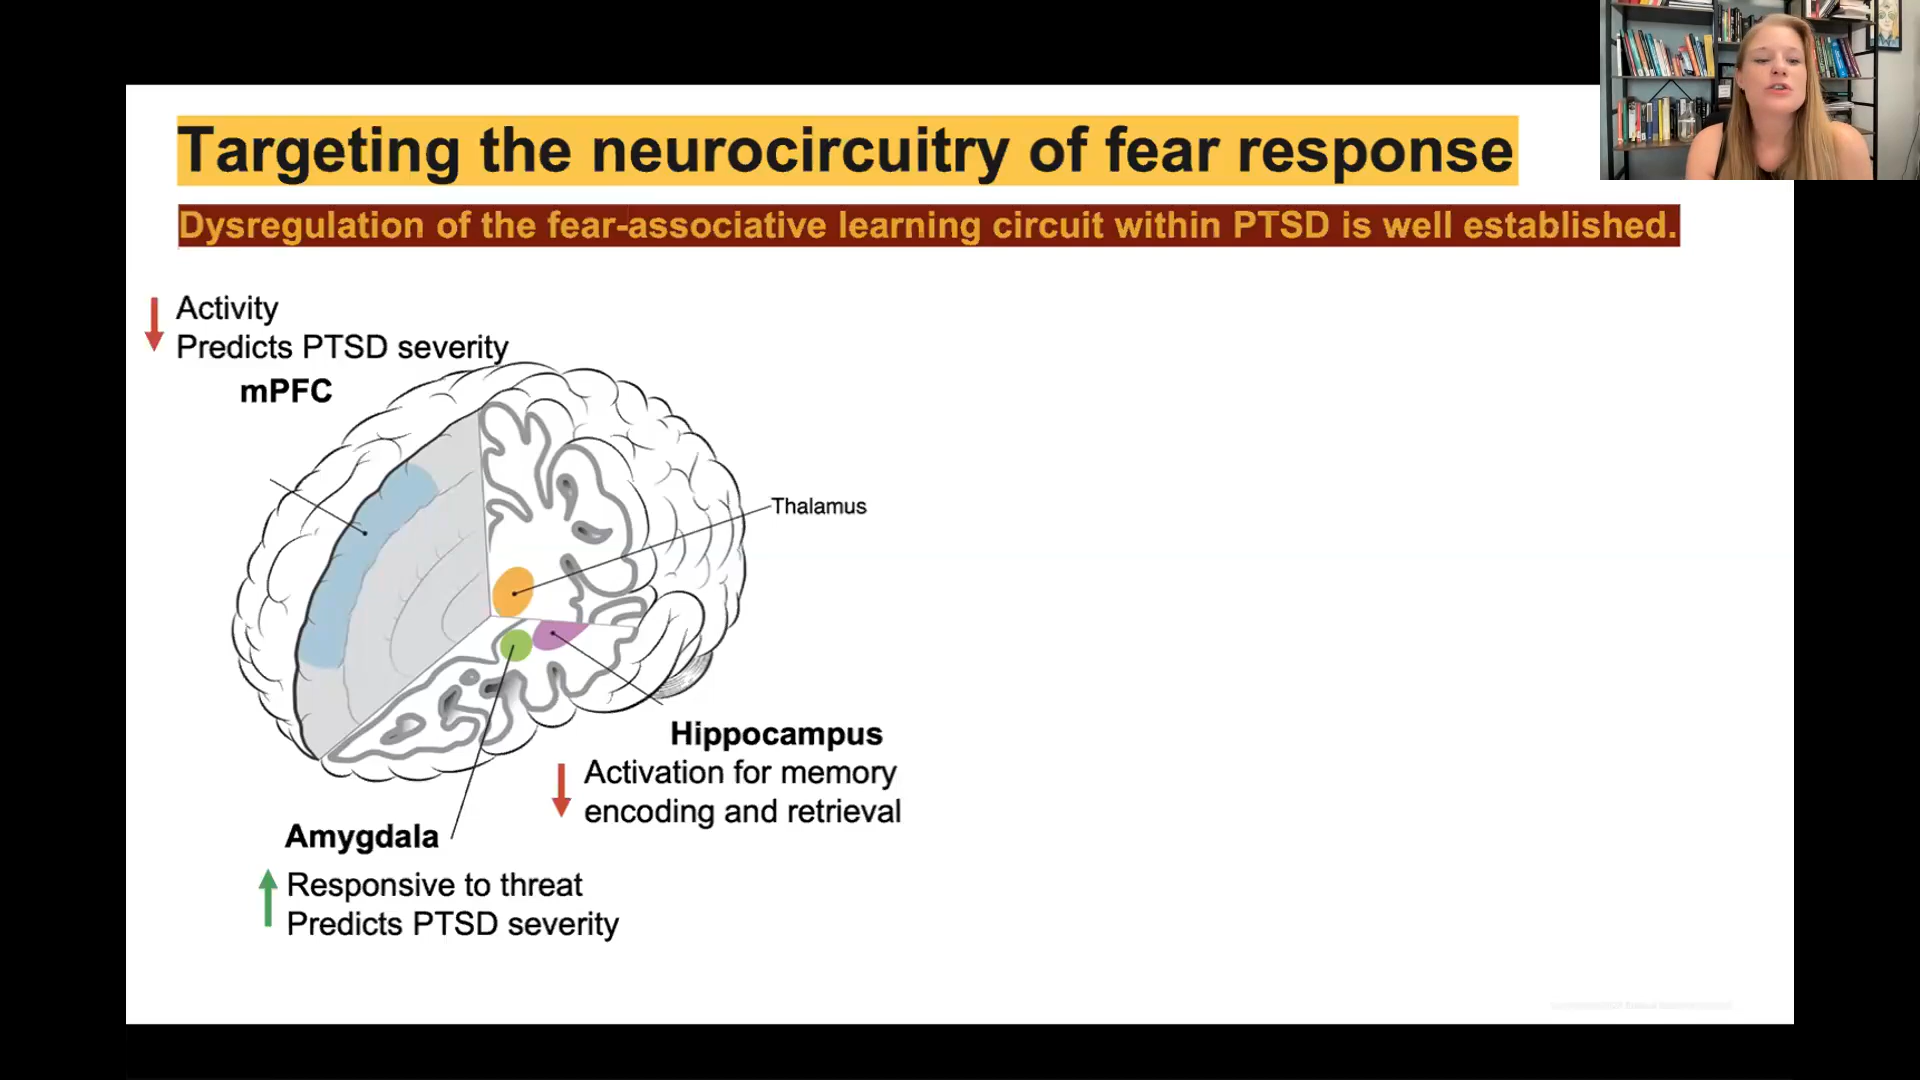 Targeting the neurocircuitry of fear response
Dysregulation of the fear-associative learning circuit within PTSD is well established.
Activity
Predicts PTSD severity
mPFC
Thalamus
Hippocampus
Activation for memory
encoding and retrieval
Amygdala
Responsive to threat
Predicts PTSD severity